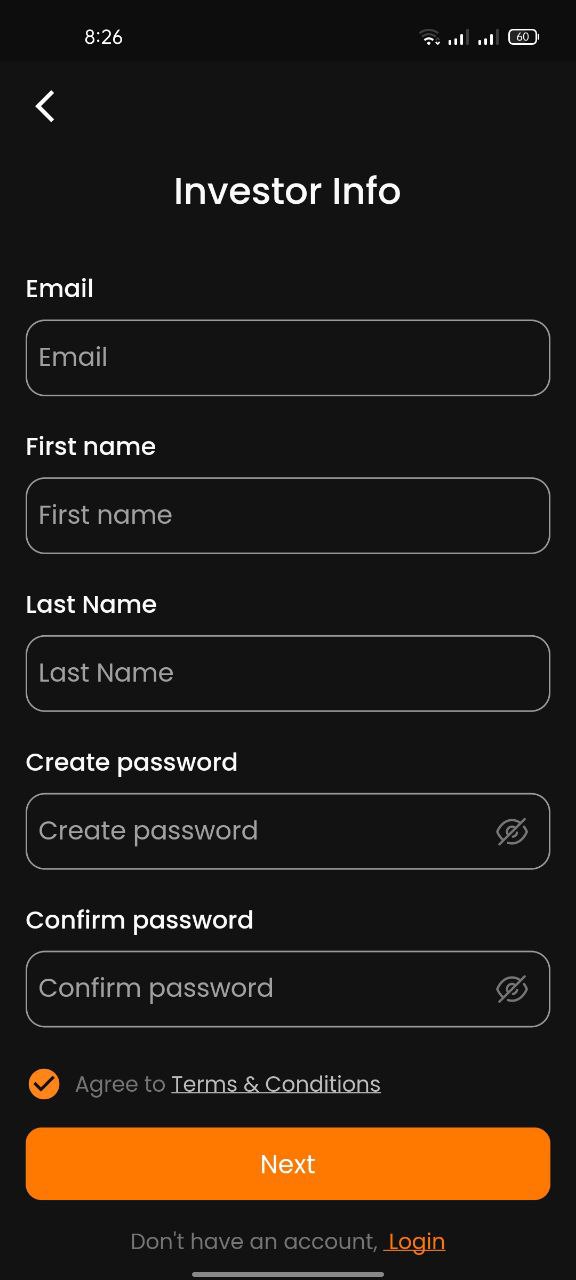 8:26
60
Investor Info
Email
Email
First name
First name
Last Name
Last Name
Create password
Create password
Confirm password
Confirm password
Agree to Terms & Conditions
Next
Don't have an account, Login